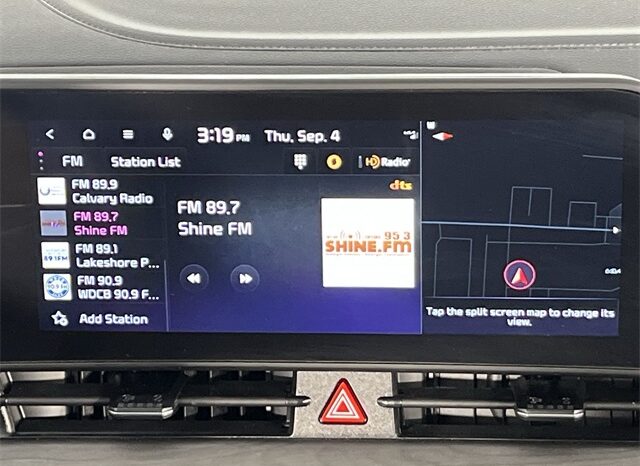 3:19 PM Thu, Sep. 4
FM Station List HD Radio
dts
FM 89.9
Calvary Radio
FM 89.7
Shine FM
FM 89.1
Lakeshore P...
FM 90.9
WDCB 90.9 F...
Add Station
FM 89.7
Shine FM
95.3
SHINE.FM
Tap the split screen map to change its
view.